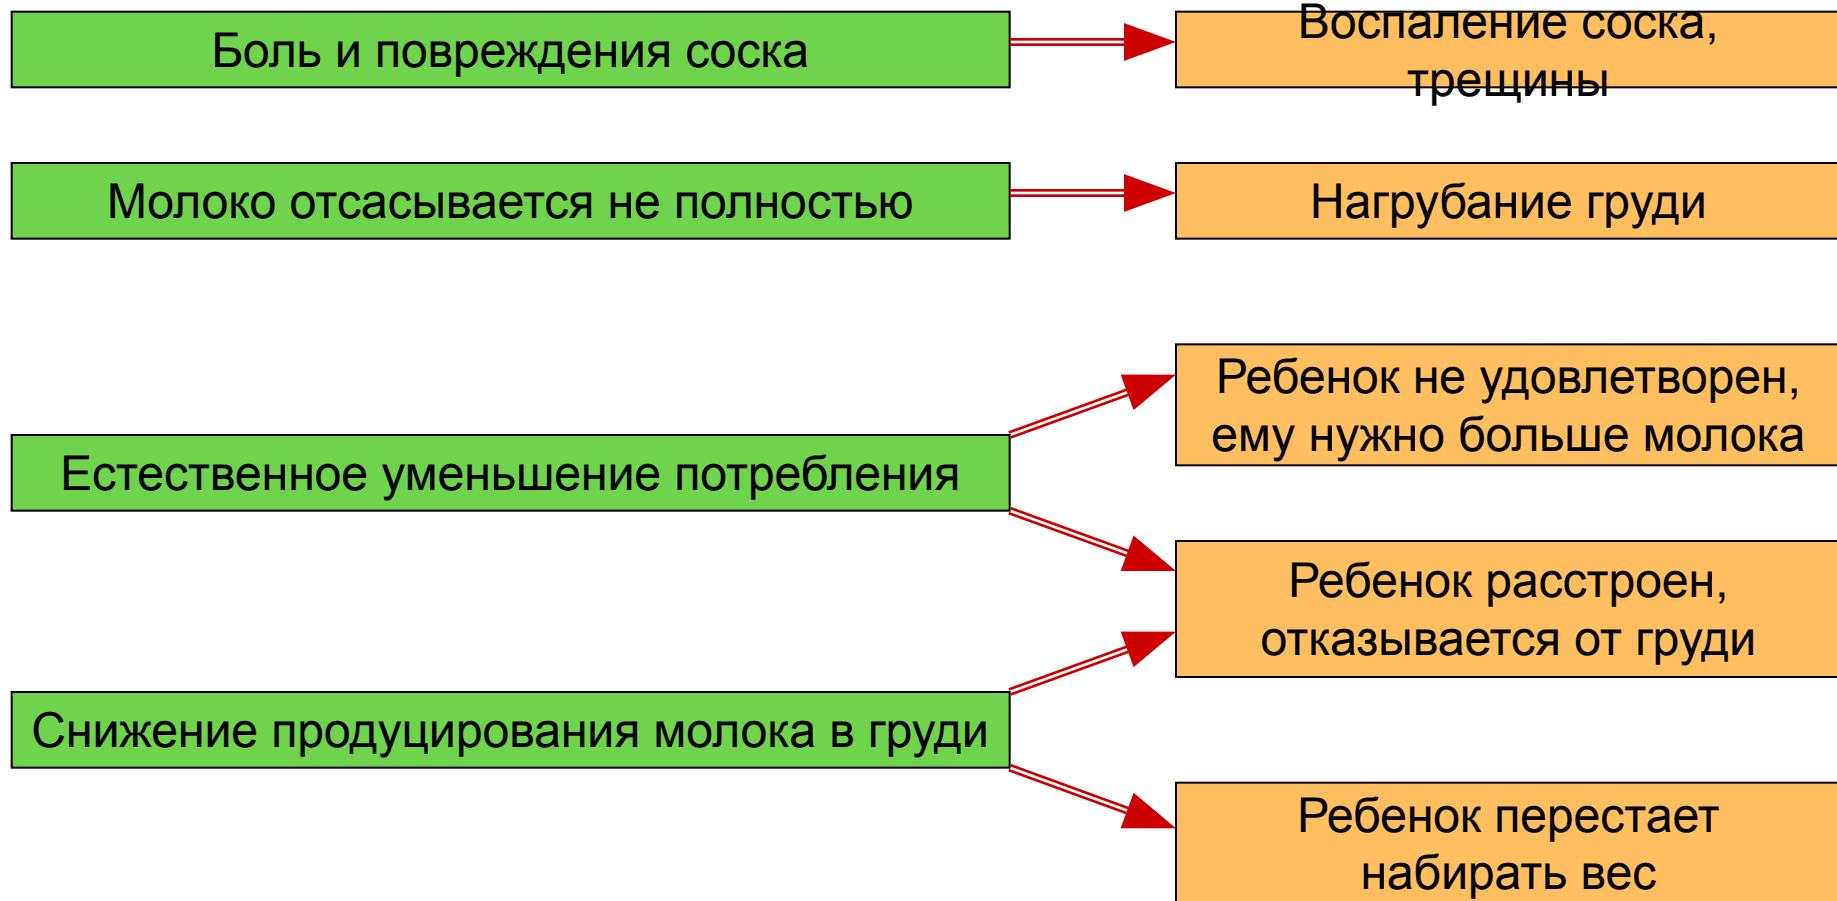 Боль и повреждения соска
Воспаление соска,
трещины
Молоко отсасывается не полностью
Нагрубание груди
Ребенок не удовлетворен,
ему нужно больше молока
Естественное уменьшение потребления
Ребенок расстроен,
отказывается от груди
Снижение продуцирования молока в груди
Ребенок перестает
набирать вес